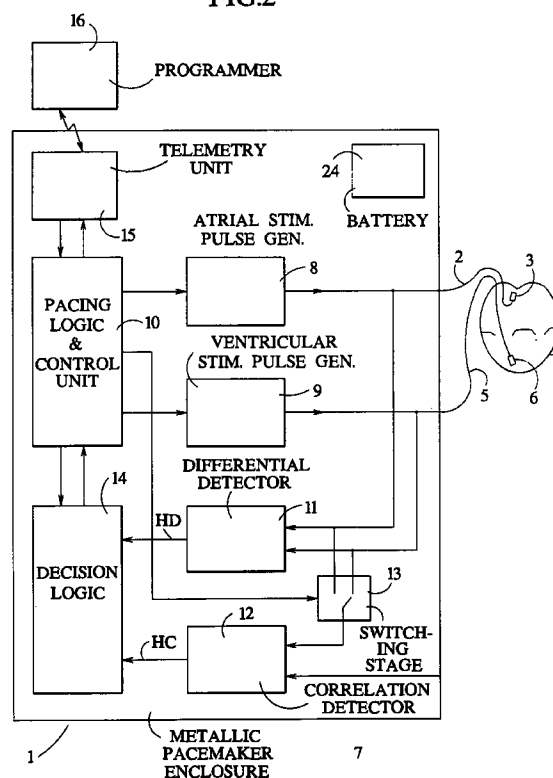 FIG.2
16
PROGRAMMER
TELEMETRY
UNIT
15
24
BATTERY
ATRIAL STIM.
PULSE GEN.
8
2
3
PACING
LOGIC
&
CONTROL
UNIT
10
VENTRICULAR
STIM. PULSE GEN.
9
5
6
DIFFERENTIAL
DETECTOR
14
HD
11
DECISION
LOGIC
13
SWITCH-
ING
STAGE
12
HC
CORRELATION
DETECTOR
1
METALLIC
PACEMAKER
ENCLOSURE
7